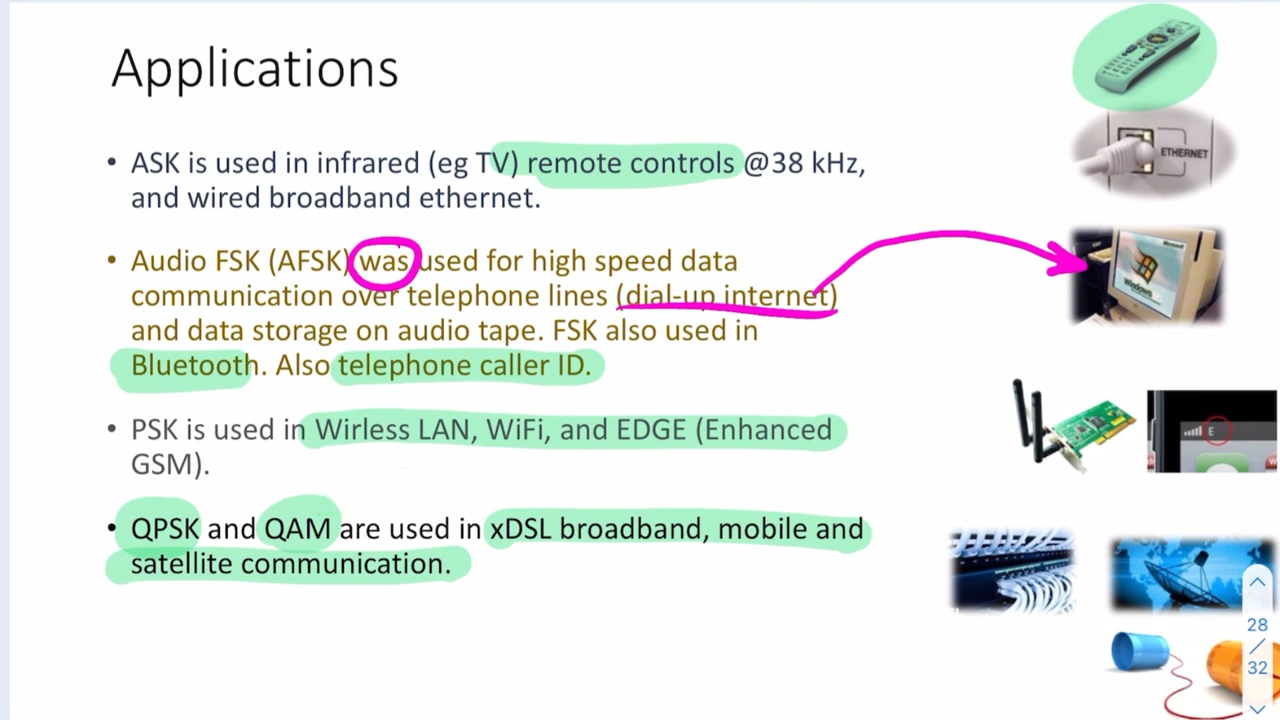 Applications
• ASK is used in infrared (eg TV) remote controls @38 kHz,
and wired broadband ethernet.
ETHERNET
• Audio FSK (AFSK) was used for high speed data
communication over telephone lines (dial-up internet)
and data storage on audio tape. FSK also used in
Bluetooth. Also telephone caller ID.
Microsoft
Windows
• PSK is used in Wirless LAN, WiFi, and EDGE (Enhanced
GSM).
E
• QPSK and QAM are used in xDSL broadband, mobile and
satellite communication.
28
/
32